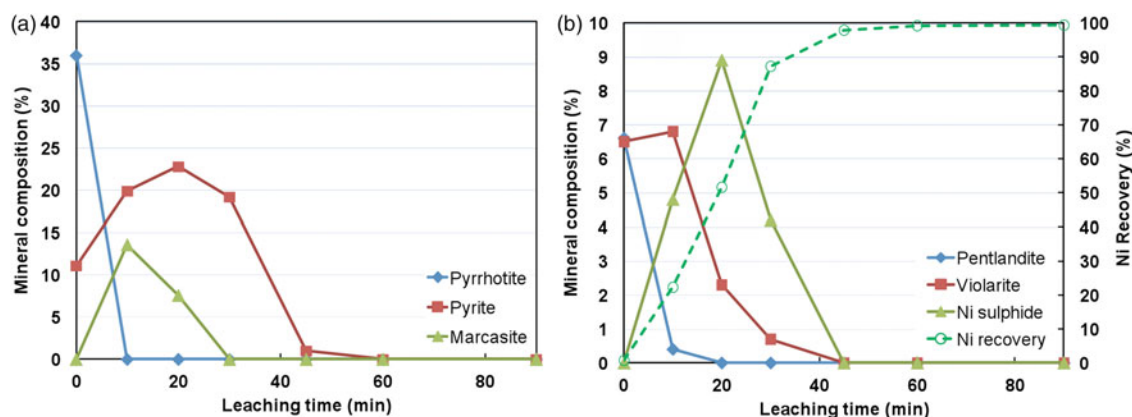 (a)
40
35
30
25
20
15
10
5
0
Mineral composition (%)
Pyrrhotite
Pyrite
Marcasite
0 20 40 60 80
Leaching time (min)
(b)
10
9
8
7
6
5
4
3
2
1
0
Mineral composition (%)
100
90
80
70
60
50
40
30
20
10
0
Ni Recovery (%)
Pentlandite
Violarite
Ni sulphide
Ni recovery
0 20 40 60 80
Leaching time (min)